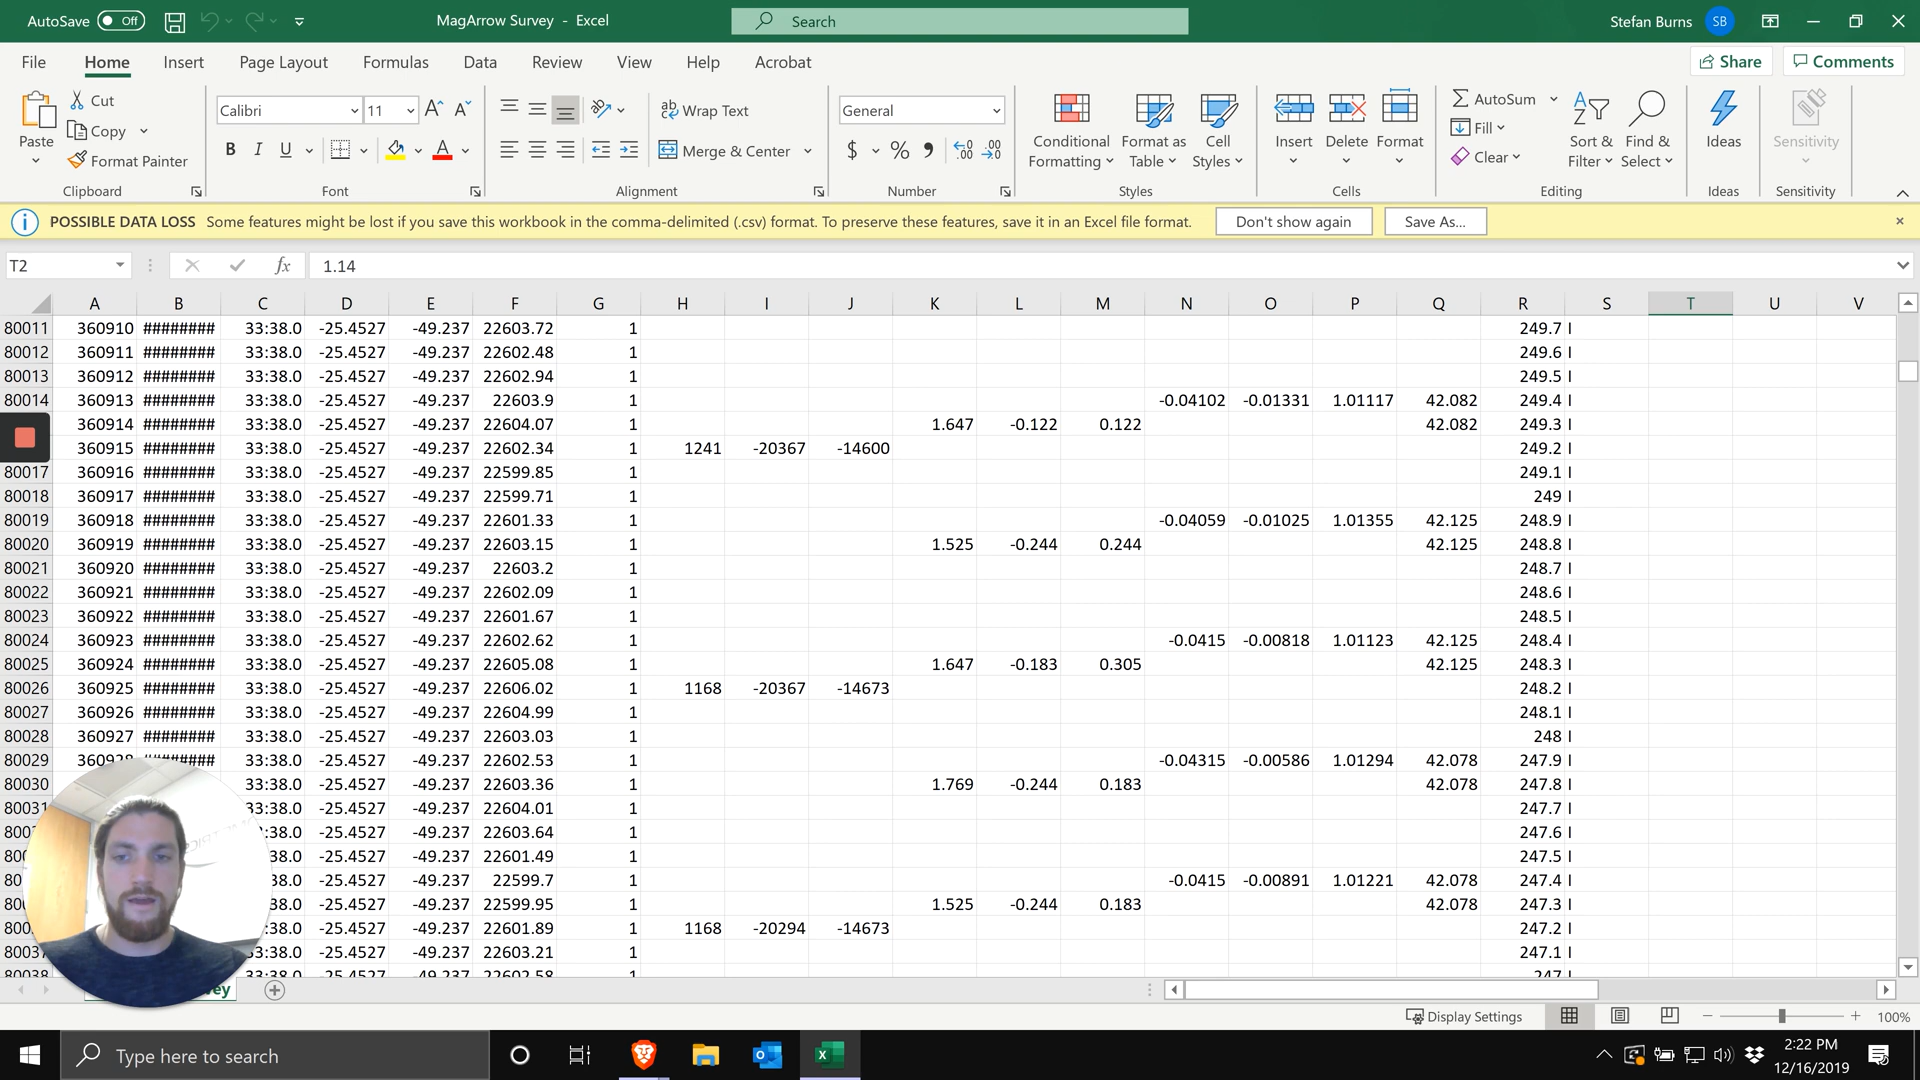 AutoSave Off MagArrow Survey - Excel Search Stefan Burns SB
File Home Insert Page Layout Formulas Data Review View Help Acrobat Share Comments
Paste Cut Copy Format Painter Clipboard
Calibri 11 B I U Font
Wrap Text Merge & Center Alignment
General $ % Number
Conditional Formatting Format as Table Cell Styles Styles
Insert Delete Format Cells
AutoSum Fill Clear Sort & Filter Find & Select Editing
Ideas Ideas
Sensitivity Sensitivity
POSSIBLE DATA LOSS Some features might be lost if you save this workbook in the comma-delimited (.csv) format. To preserve these features, save it in an Excel file format. Don't show again Save As...
T2 fx 1.14
A B C D E F G H I J K L M N O P Q R S T U V
80011 360910 ######## 33:38.0 -25.4527 -49.237 22603.72 1 249.7 I
80012 360911 ######## 33:38.0 -25.4527 -49.237 22602.48 1 249.6 I
80013 360912 ######## 33:38.0 -25.4527 -49.237 22602.94 1 249.5 I
80014 360913 ######## 33:38.0 -25.4527 -49.237 22603.9 1 -0.04102 -0.01331 1.01117 42.082 249.4 I
360914 ######## 33:38.0 -25.4527 -49.237 22604.07 1 1.647 -0.122 0.122 42.082 249.3 I
360915 ######## 33:38.0 -25.4527 -49.237 22602.34 1 1241 -20367 -14600 249.2 I
80017 360916 ######## 33:38.0 -25.4527 -49.237 22599.85 1 249.1 I
80018 360917 ######## 33:38.0 -25.4527 -49.237 22599.71 1 249 I
80019 360918 ######## 33:38.0 -25.4527 -49.237 22601.33 1 -0.04059 -0.01025 1.01355 42.125 248.9 I
80020 360919 ######## 33:38.0 -25.4527 -49.237 22603.15 1 1.525 -0.244 0.244 42.125 248.8 I
80021 360920 ######## 33:38.0 -25.4527 -49.237 22603.2 1 248.7 I
80022 360921 ######## 33:38.0 -25.4527 -49.237 22602.09 1 248.6 I
80023 360922 ######## 33:38.0 -25.4527 -49.237 22601.67 1 248.5 I
80024 360923 ######## 33:38.0 -25.4527 -49.237 22602.62 1 -0.0415 -0.00818 1.01123 42.125 248.4 I
80025 360924 ######## 33:38.0 -25.4527 -49.237 22605.08 1 1.647 -0.183 0.305 42.125 248.3 I
80026 360925 ######## 33:38.0 -25.4527 -49.237 22606.02 1 1168 -20367 -14673 248.2 I
80027 360926 ######## 33:38.0 -25.4527 -49.237 22604.99 1 248.1 I
80028 360927 ######## 33:38.0 -25.4527 -49.237 22603.03 1 248 I
80029 33:38.0 -25.4527 -49.237 22602.53 1 -0.04315 -0.00586 1.01294 42.078 247.9 I
80030 33:38.0 -25.4527 -49.237 22603.36 1 1.769 -0.244 0.183 42.078 247.8 I
80031 :38.0 -25.4527 -49.237 22604.01 1 247.7 I
:38.0 -25.4527 -49.237 22603.64 1 247.6 I
38.0 -25.4527 -49.237 22601.49 1 247.5 I
38.0 -25.4527 -49.237 22599.7 1 -0.0415 -0.00891 1.01221 42.078 247.4 I
38.0 -25.4527 -49.237 22599.95 1 1.525 -0.244 0.183 42.078 247.3 I
:38.0 -25.4527 -49.237 22601.89 1 1168 -20294 -14673 247.2 I
80037 33:38.0 -25.4527 -49.237 22603.21 1 247.1 I
80038 33:38.0 -25.4527 -49.237 22602.58 1 247 I
vey
Display Settings 100%
Type here to search 2:22 PM
12/16/2019